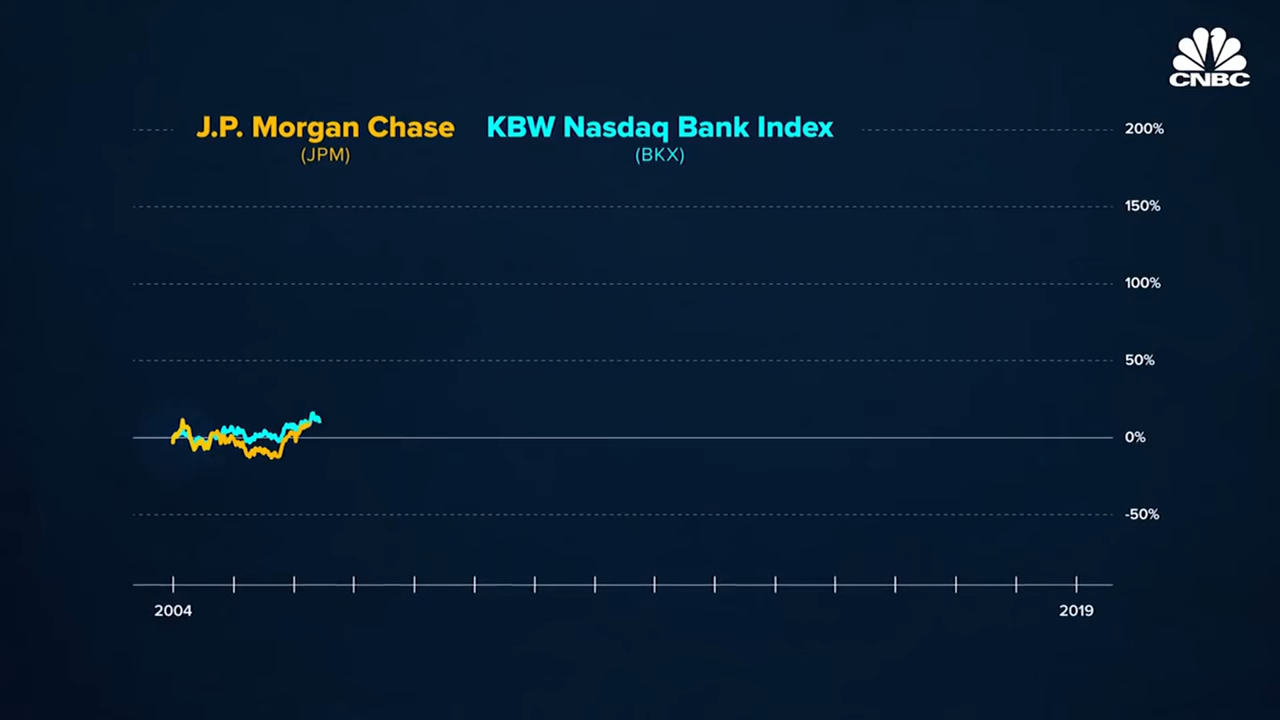 CNBC
J.P. Morgan Chase
(JPM)
KBW Nasdaq Bank Index
(BKX)
200%
150%
100%
50%
0%
-50%
2004
2019